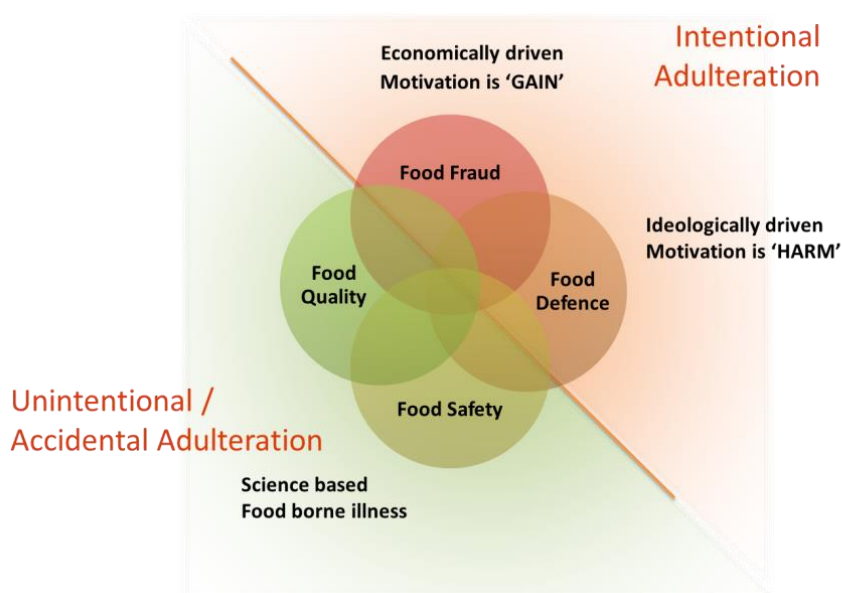 Economically driven
Motivation is ‘GAIN’
Intentional
Adulteration
Food Fraud
Ideologically driven
Motivation is ‘HARM’
Food
Quality
Food
Defence
Food Safety
Unintentional /
Accidental Adulteration
Science based
Food borne illness